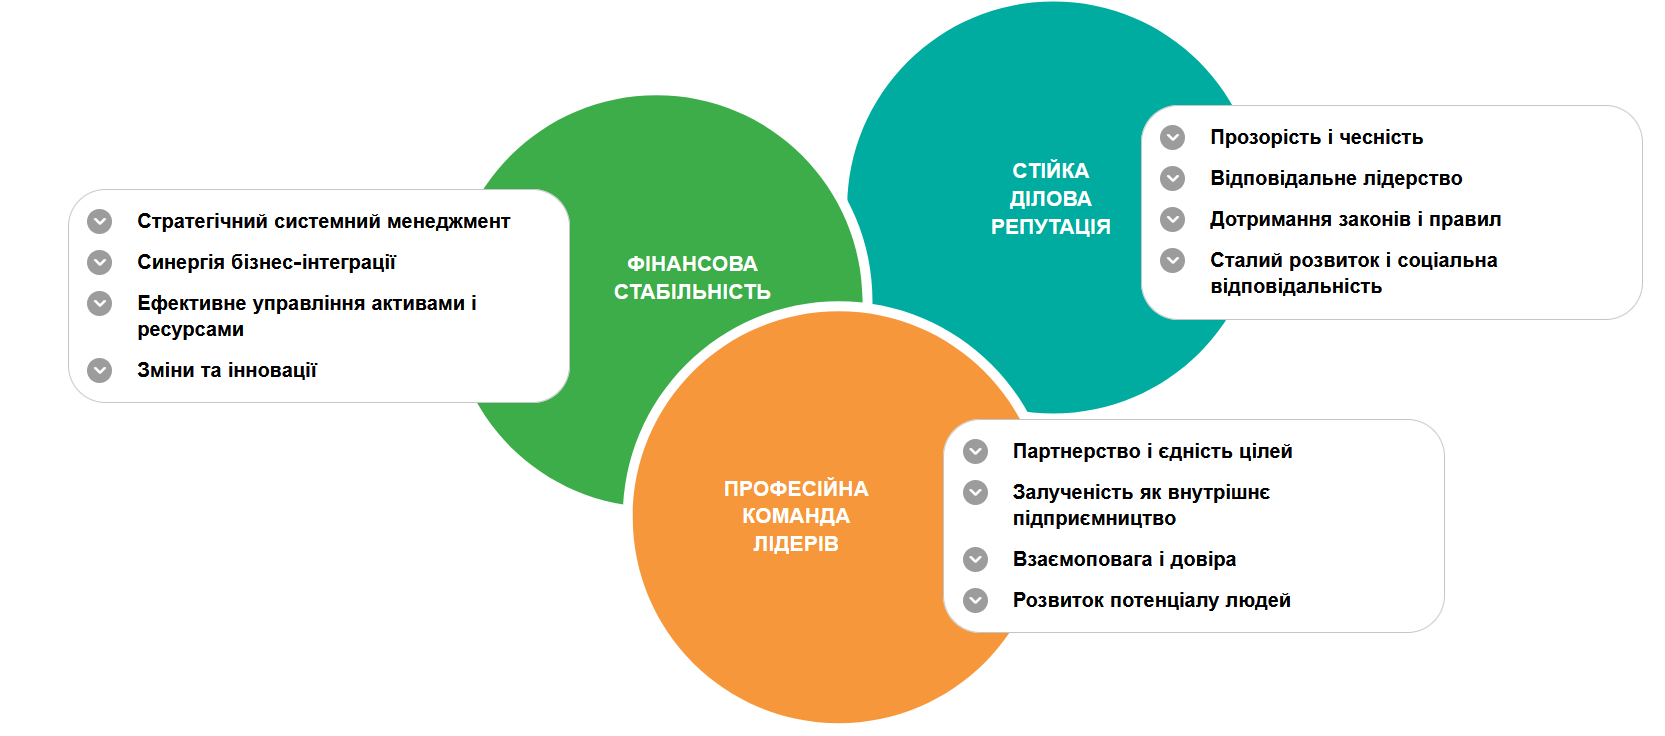 ФІНАНСОВА
СТАБІЛЬНІСТЬ
Стратегічний системний менеджмент
Синергія бізнес-інтеграції
Ефективне управління активами і
ресурсами
Зміни та інновації
СТІЙКА
ДІЛОВА
РЕПУТАЦІЯ
Прозорість і чесність
Відповідальне лідерство
Дотримання законів і правил
Сталий розвиток і соціальна
відповідальність
ПРОФЕСІЙНА
КОМАНДА
ЛІДЕРІВ
Партнерство і єдність цілей
Залученість як внутрішнє
підприємництво
Взаємоповага і довіра
Розвиток потенціалу людей